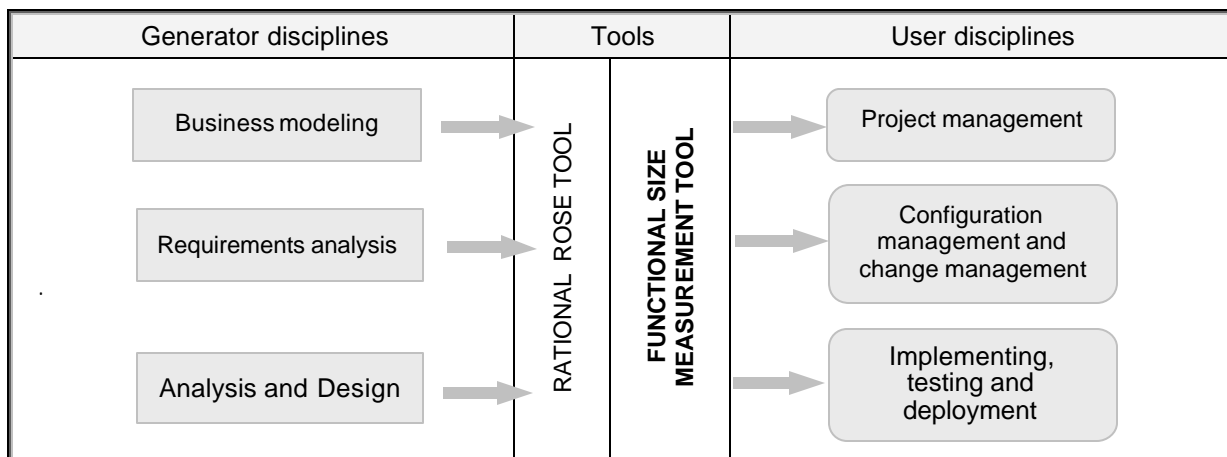 Generator disciplines
Tools
User disciplines
Business modeling
Requirements analysis
Analysis and Design
RATIONAL ROSE TOOL
FUNCTIONAL SIZE
MEASUREMENT TOOL
Project management
Configuration
management and
change management
Implementing,
testing and
deployment